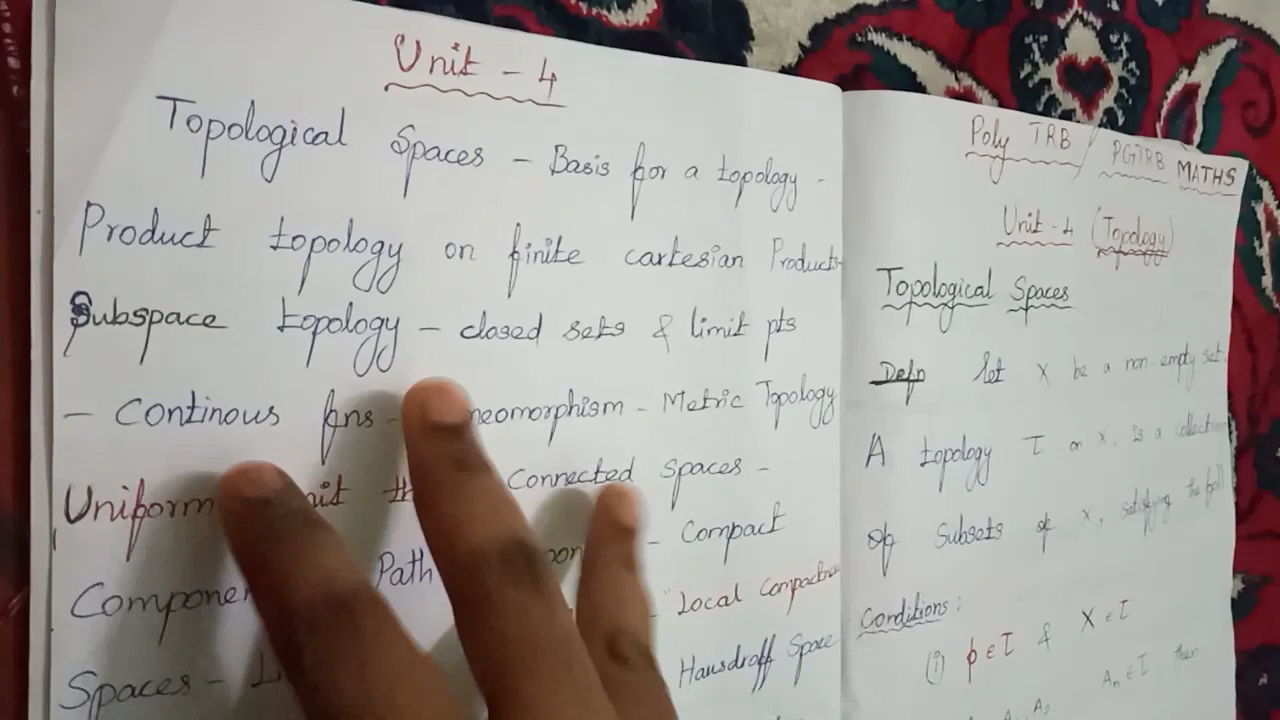 Unit - 4
Topological Spaces - Basis for a topology -
Product topology on finite cartesian Products-
Subspace topology - closed sets & limit pts
- Continous fns - neomorphism - Metric Topology
Uniform Connected spaces -
Path - Compact
"Local
Spaces - Hausdroff Space
Poly TRB / PGTRB MATHS
Unit - 4 (Topology)
Topological Spaces
Defn let X be a non empty set.
A topology τ on X, is a collection
of Subsets of X, satisfying the foll
Conditions:
(i) ϕ ∈ τ & X ∈ τ
A₂ Aₙ ∈ τ then